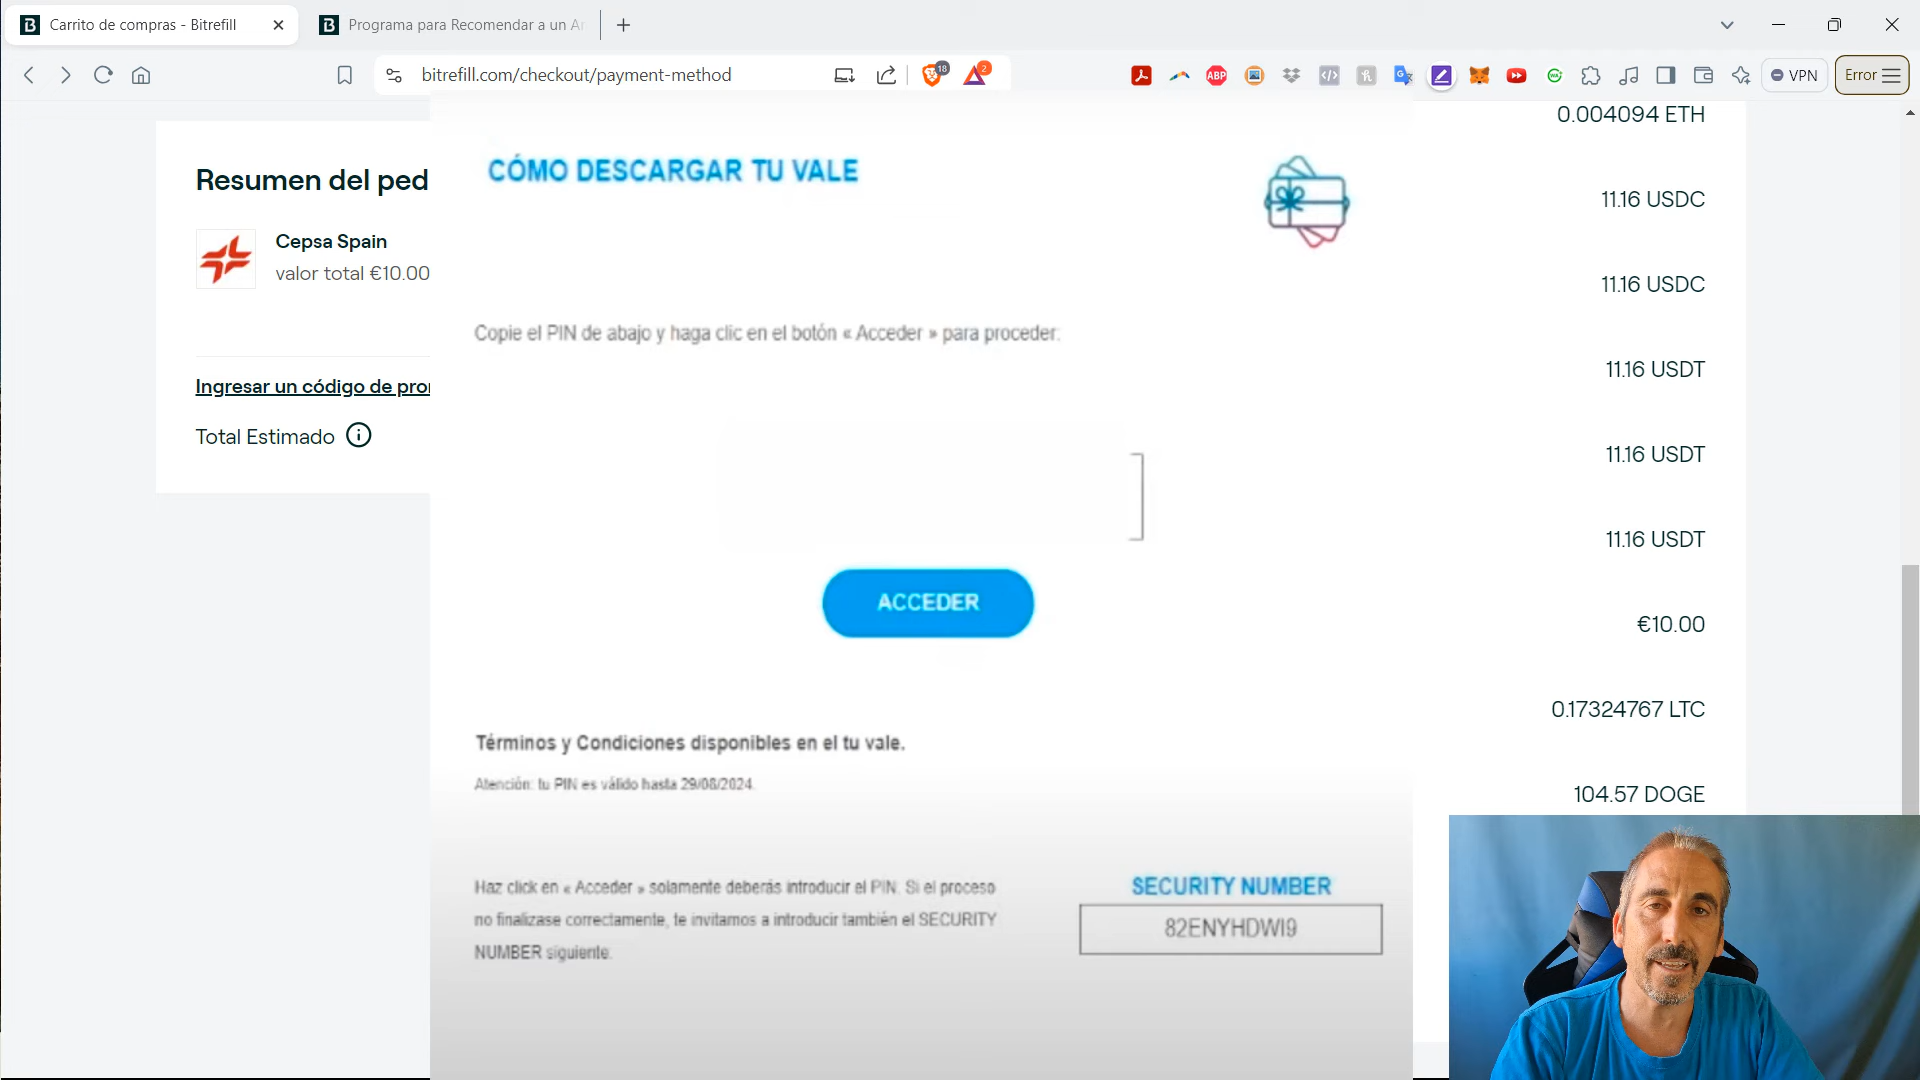 Carrito de compras - Bitrefill
Programa para Recomendar a un A
bitrefill.com/checkout/payment-method
18
2
ABP
VPN
Error
Resumen del ped
Cepsa Spain
valor total €10.00
Ingresar un código de pro
Total Estimado
CÓMO DESCARGAR TU VALE
Copie el PIN de abajo y haga clic en el botón « Acceder » para proceder:
ACCEDER
Términos y Condiciones disponibles en el tu vale.
Atención: tu PIN es válido hasta 29/08/2024.
Haz click en « Acceder » solamente deberás introducir el PIN. Si el proceso
no finalizase correctamente, te invitamos a introducir también el SECURITY
NUMBER siguiente.
SECURITY NUMBER
82ENYHDWI9
0.004094 ETH
11.16 USDC
11.16 USDC
11.16 USDT
11.16 USDT
11.16 USDT
€10.00
0.17324767 LTC
104.57 DOGE